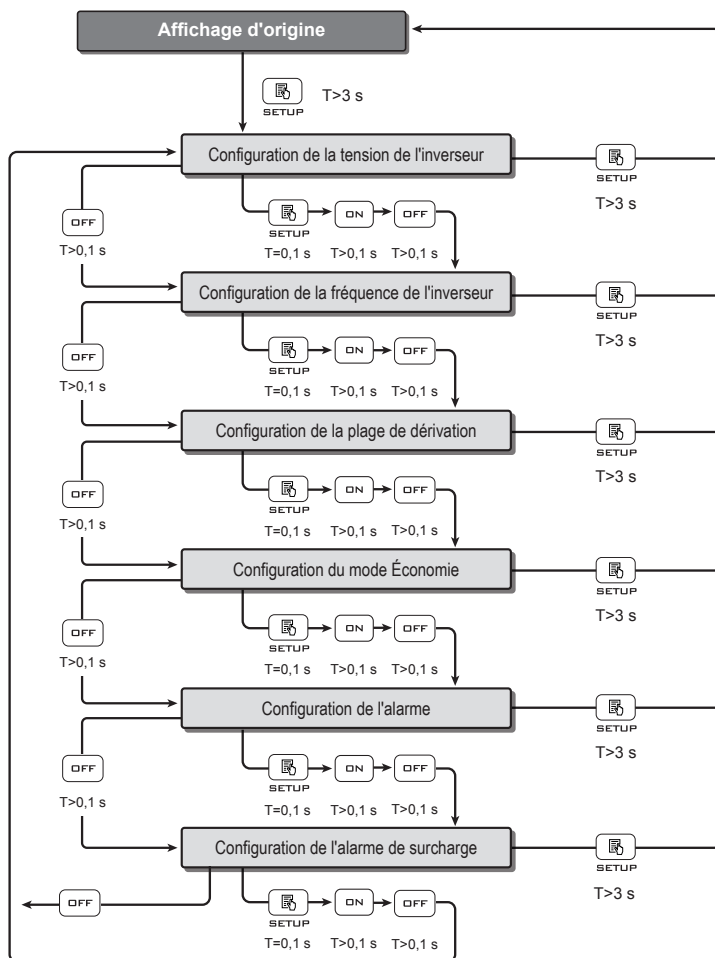 Affichage d'origine
SETUP
T>3 s
Configuration de la tension de l'inverseur
SETUP
T>3 s
OFF
T>0,1 s
SETUP
ON
OFF
T=0,1 s
T>0,1 s
T>0,1 s
Configuration de la fréquence de l'inverseur
SETUP
T>3 s
OFF
T>0,1 s
SETUP
ON
OFF
T=0,1 s
T>0,1 s
T>0,1 s
Configuration de la plage de dérivation
SETUP
T>3 s
OFF
T>0,1 s
SETUP
ON
OFF
T=0,1 s
T>0,1 s
T>0,1 s
Configuration du mode Économie
SETUP
T>3 s
OFF
T>0,1 s
SETUP
ON
OFF
T=0,1 s
T>0,1 s
T>0,1 s
Configuration de l'alarme
SETUP
T>3 s
OFF
T>0,1 s
SETUP
ON
OFF
T=0,1 s
T>0,1 s
T>0,1 s
Configuration de l'alarme de surcharge
SETUP
T>3 s
OFF
SETUP
ON
OFF
T=0,1 s
T>0,1 s
T>0,1 s